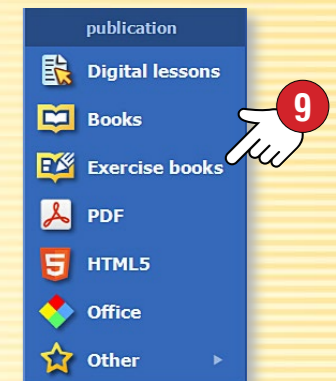 publication
Digital lessons
Books
9
Exercise books
PDF
HTML5
Office
Other